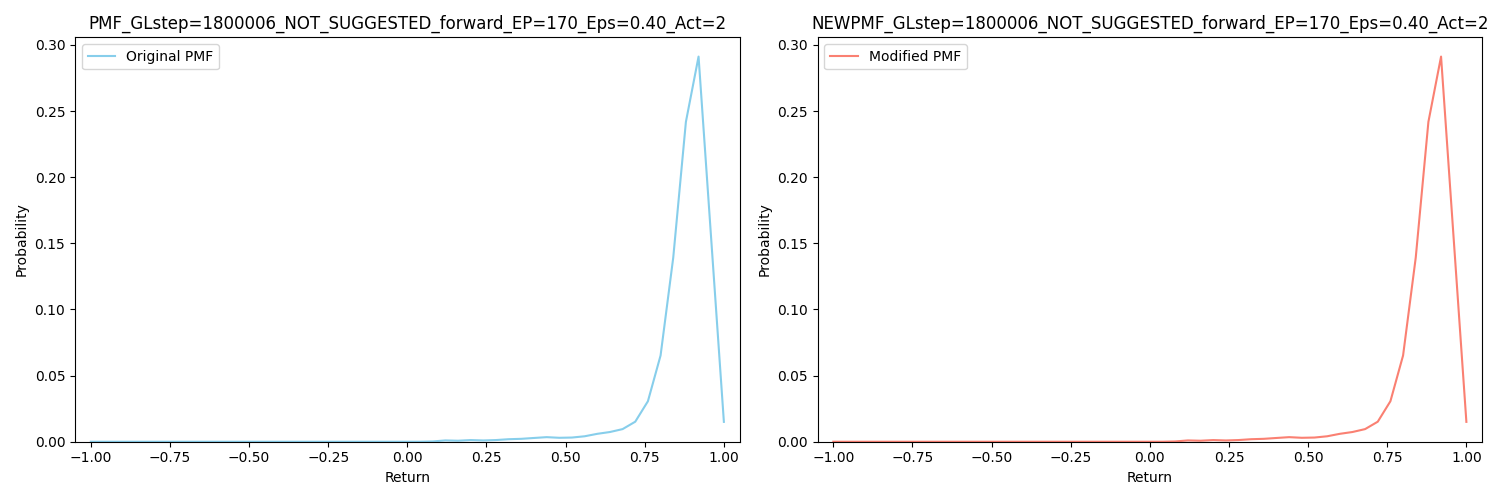 PMF_GLstep=1800006_NOT_SUGGESTED_forward_EP=170_Eps=0.40_Act=2
Original PMF
Probability
0.30
0.25
0.20
0.15
0.10
0.05
0.00
−1.00 −0.75 −0.50 −0.25 0.00 0.25 0.50 0.75 1.00
Return
NEWPMF_GLstep=1800006_NOT_SUGGESTED_forward_EP=170_Eps=0.40_Act=2
Modified PMF
Probability
0.30
0.25
0.20
0.15
0.10
0.05
0.00
−1.00 −0.75 −0.50 −0.25 0.00 0.25 0.50 0.75 1.00
Return